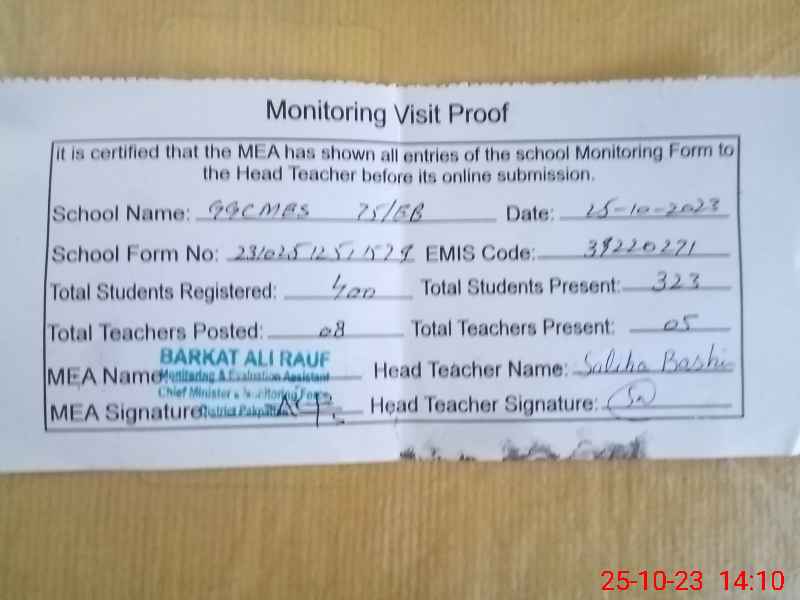 Monitoring Visit Proof
it is certified that the MEA has shown all entries of the school Monitoring Form to
the Head Teacher before its online submission.
School Name: GGCMES 75/EB Date: 25-10-2023
School Form No: EMIS Code: 39220271
Total Students Registered: 400 Total Students Present: 323
Total Teachers Posted: 08 Total Teachers Present: 05
BARKAT ALI RAUF
MEA Name Monitoring & Evaluation Assistant Head Teacher Name: Saliha Bashir
Chief Minister's Monitoring Force
MEA Signature District Pakpattan Head Teacher Signature:
25-10-23 14:10